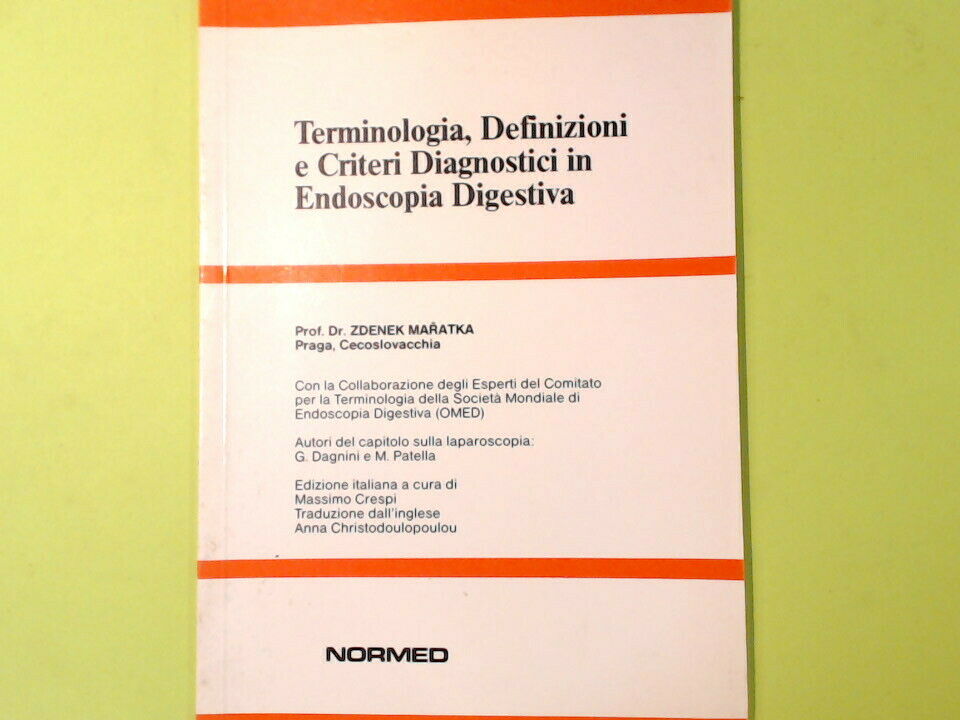 Terminologia, Definizioni
e Criteri Diagnostici in
Endoscopia Digestiva
Prof. Dr. ZDENEK MAŘATKA
Praga, Cecoslovacchia
Con la Collaborazione degli Esperti del Comitato
per la Terminologia della Società Mondiale di
Endoscopia Digestiva (OMED)
Autori del capitolo sulla laparoscopia:
G. Dagnini e M. Patella
Edizione italiana a cura di
Massimo Crespi
Traduzione dall'inglese
Anna Christodoulopoulou
NORMED